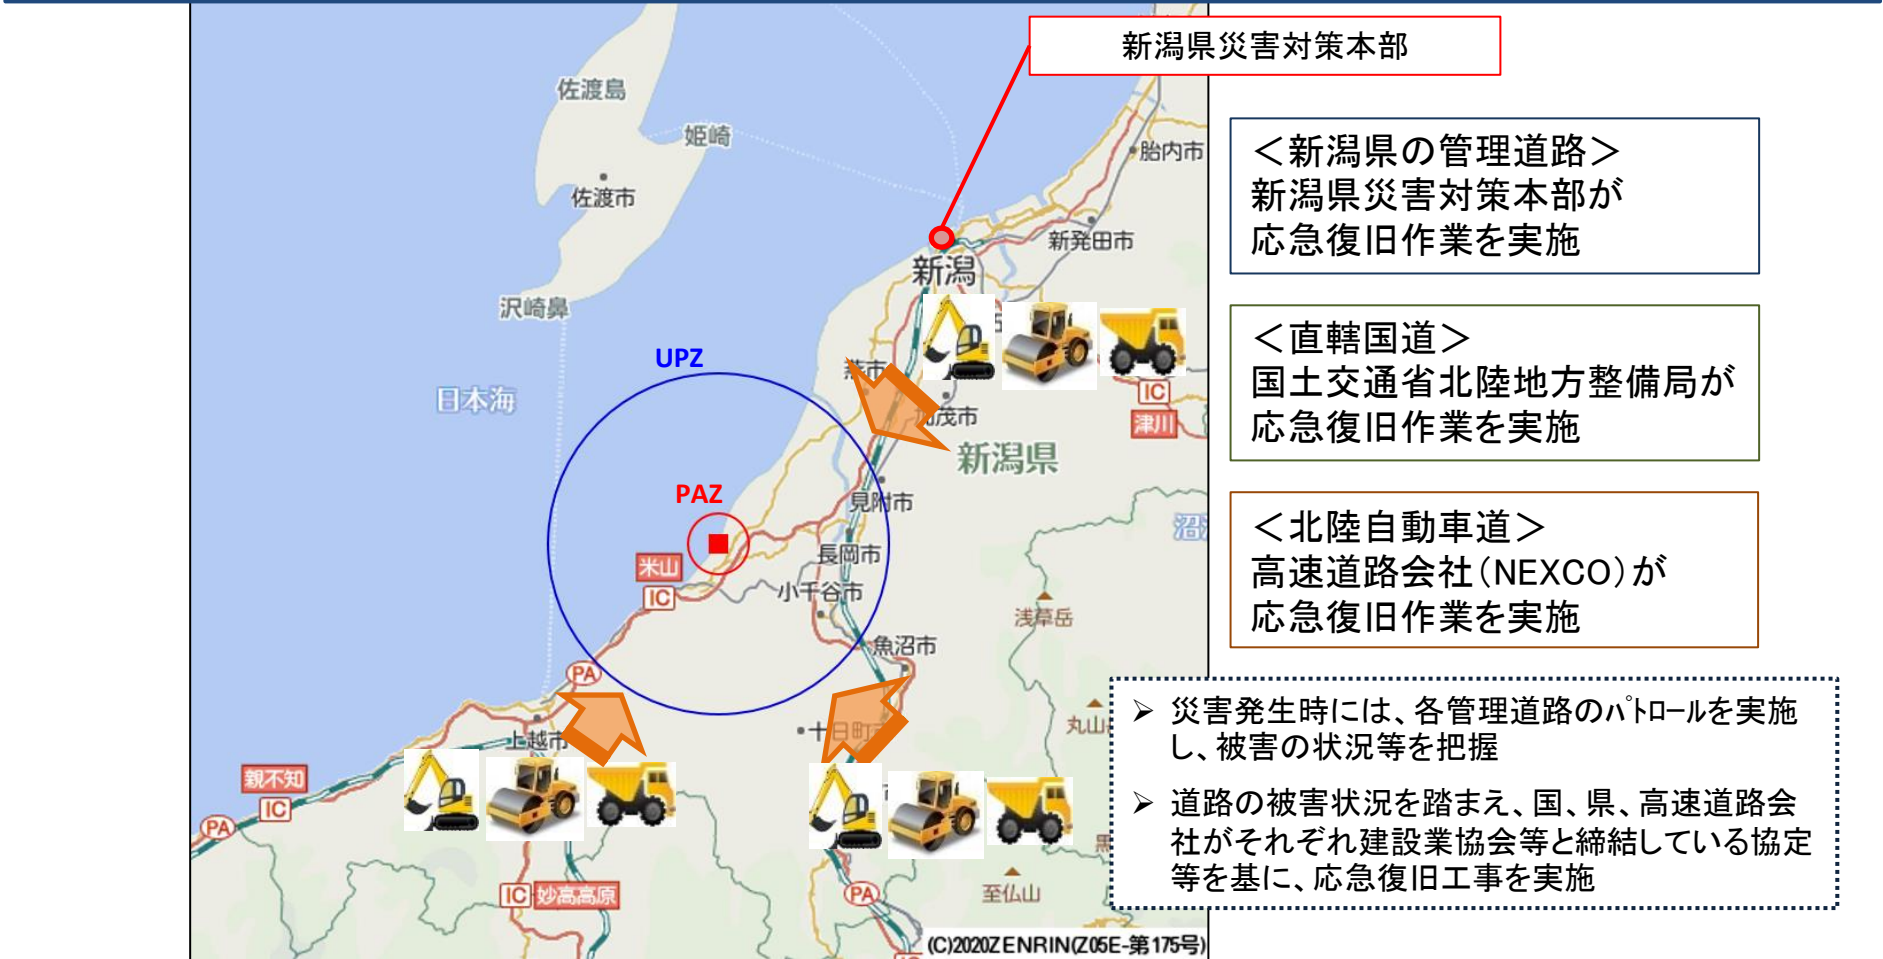 新潟県災害対策本部
佐渡島
姫崎
胎内市
佐渡市
新発田市
新潟
沢崎鼻
UPZ
燕市
日本海
IC
加茂市
津川
新潟県
PAZ
見附市
長岡市
米山
小千谷市
IC
浅草岳
魚沼市
PA
丸山
十日町
上越市
親不知
IC
PA
IC
妙高高原
PA
至仏山
(C)2020ZENRIN(Z05E-第175号)
＜新潟県の管理道路＞
新潟県災害対策本部が
応急復旧作業を実施
＜直轄国道＞
国土交通省北陸地方整備局が
応急復旧作業を実施
＜北陸自動車道＞
高速道路会社（NEXCO）が
応急復旧作業を実施
➢ 災害発生時には、各管理道路のﾊﾟﾄﾛｰﾙを実施
し、被害の状況等を把握
➢ 道路の被害状況を踏まえ、国、県、高速道路会
社がそれぞれ建設業協会等と締結している協定
等を基に、応急復旧工事を実施